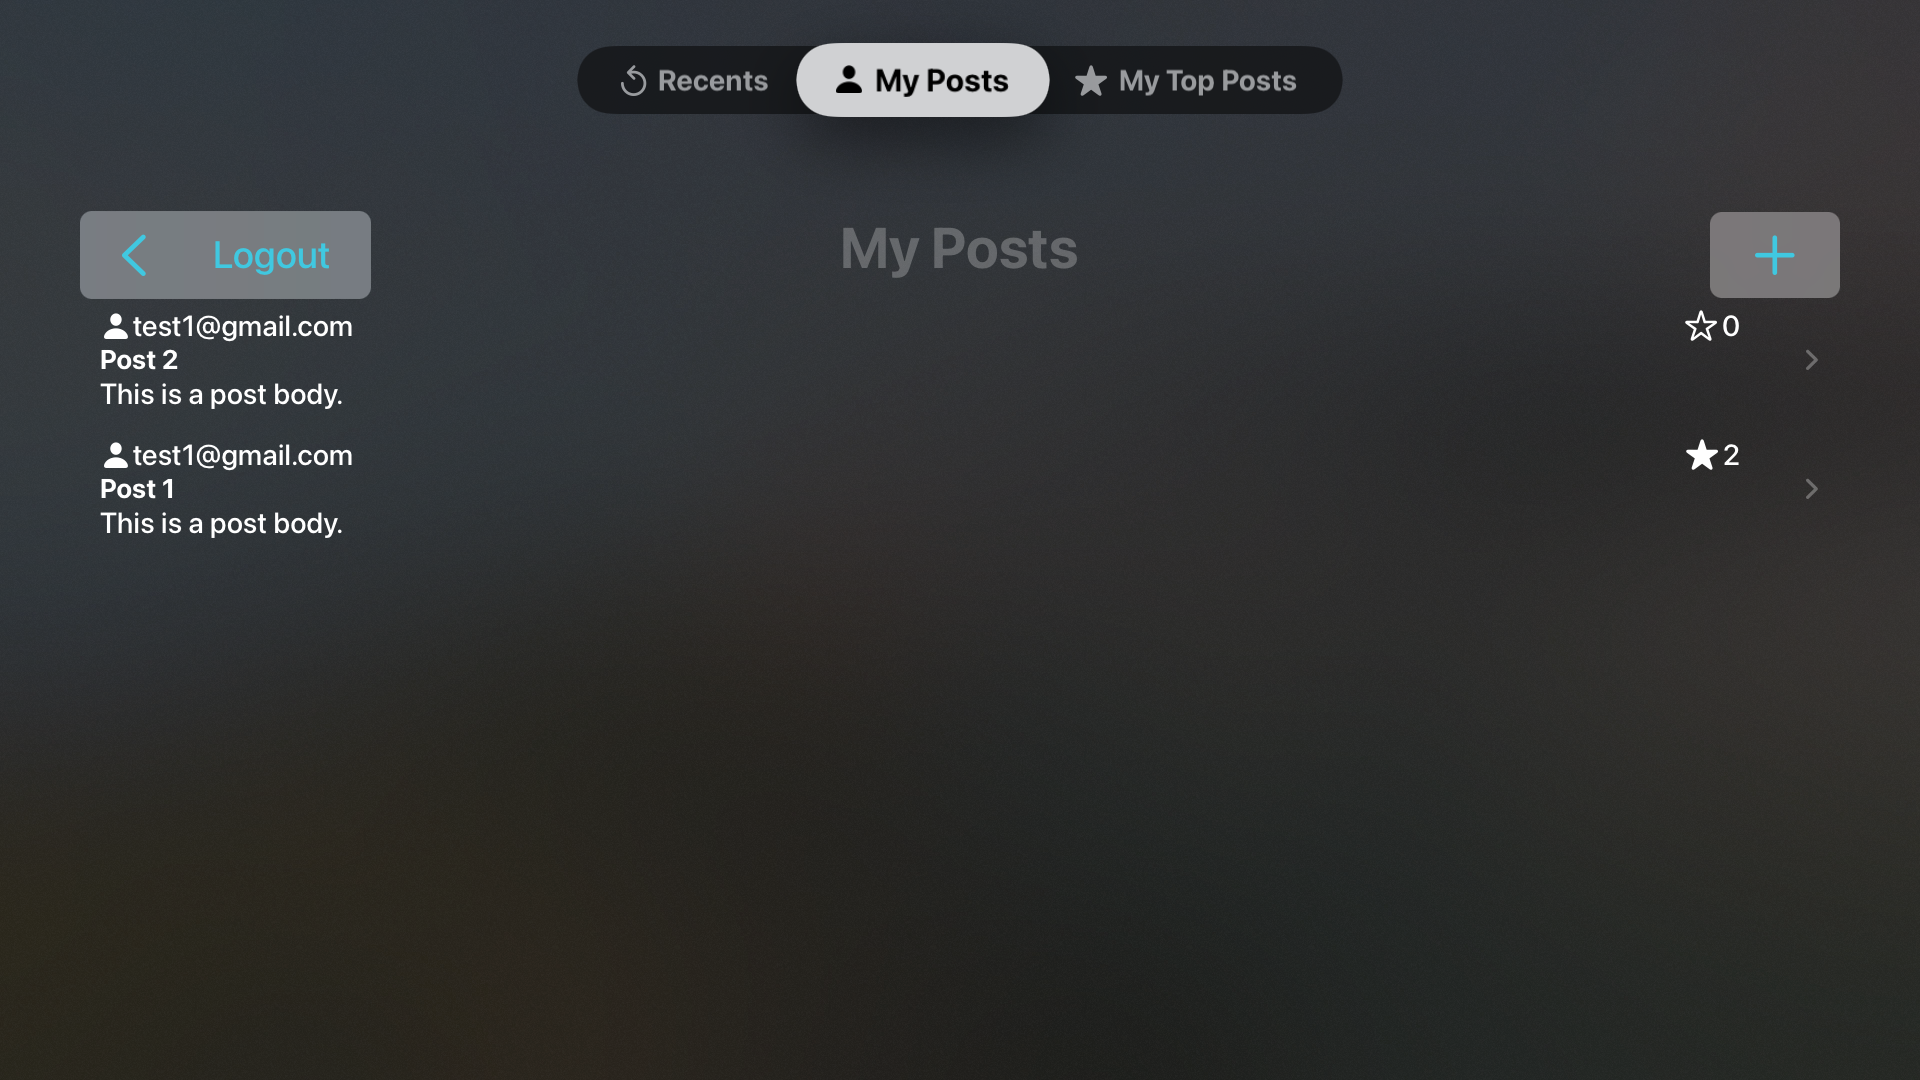 Recents
My Posts
My Top Posts
Logout
My Posts
test1@gmail.com
0
Post 2
This is a post body.
test1@gmail.com
2
Post 1
This is a post body.